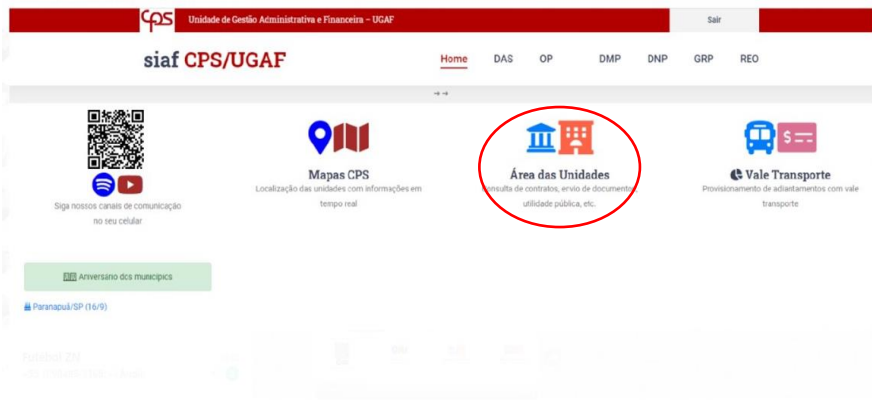 cps Unidade de Gestão Administrativa e Financeira – UGAF Sair
siaf CPS/UGAF Home DAS OP DMP DNP GRP REO
Mapas CPS
Localização das unidades com informações em
tempo real
Área das Unidades
Consulta de contratos, envio de documentos,
utilidade pública, etc.
Vale Transporte
Provisionamento de adiantamentos com vale
transporte
Siga nossos canais de comunicação
no seu celular
Aniversário dos municípios
Paranapuã/SP (16/9)